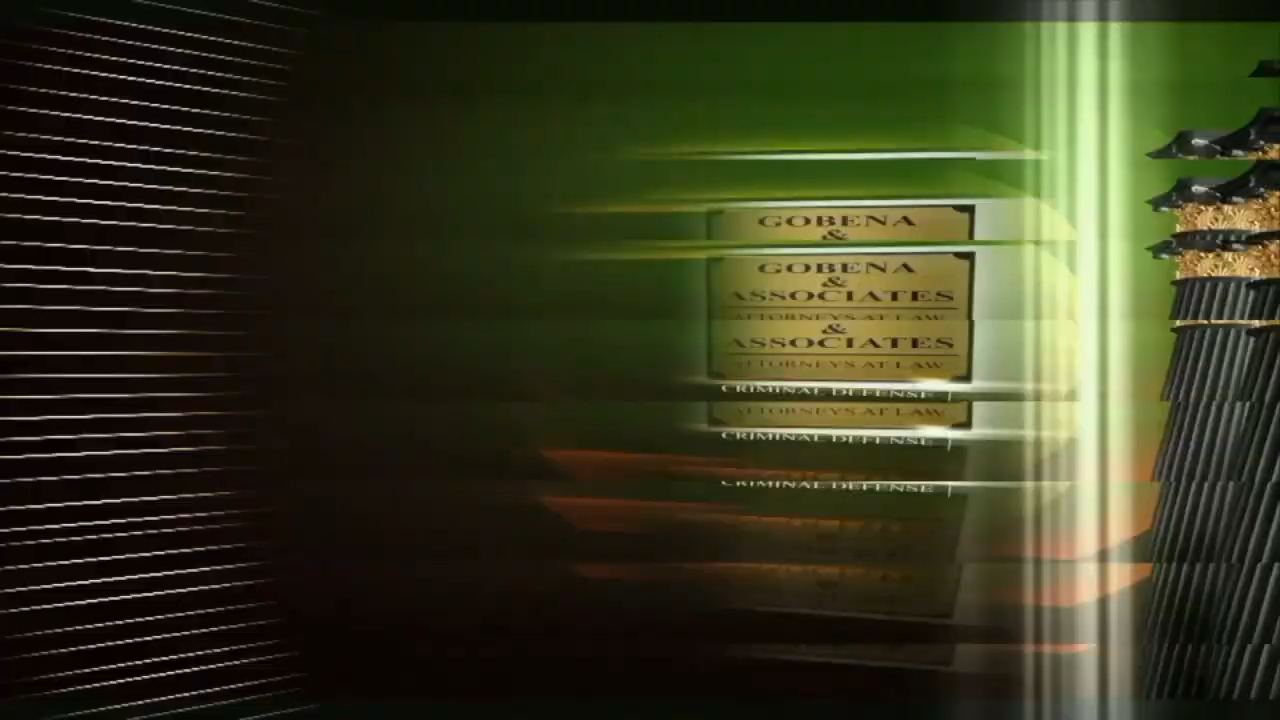 GOBENA
&
GOBENA
&
ASSOCIATES
ATTORNEYS AT LAW
&
ASSOCIATES
ATTORNEYS AT LAW
CRIMINAL DEFENSE |
ATTORNEYS AT LAW
CRIMINAL DEFENSE |
CRIMINAL DEFENSE |